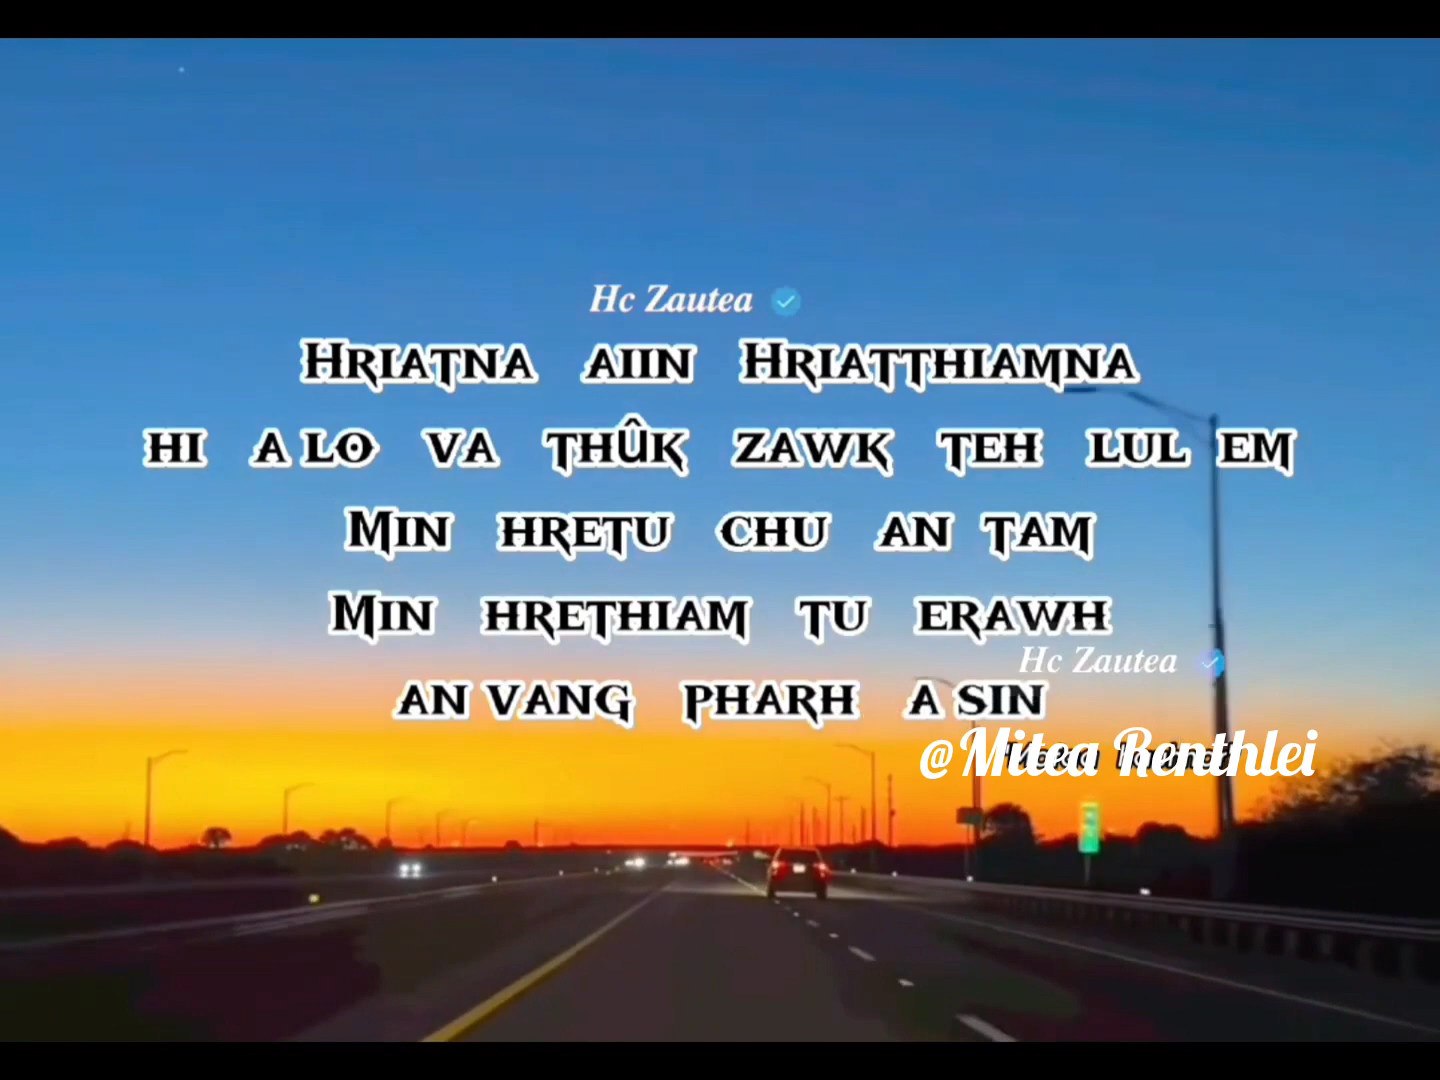 Hc Zautea
Hriatna aiin Hriatthiamna
hi a lo va thûk zawk teh lul em
Min hretu chu an tam
Min hrethiam tu erawh
Hc Zautea
an vang pharh a sin
@Mitea Renthlei